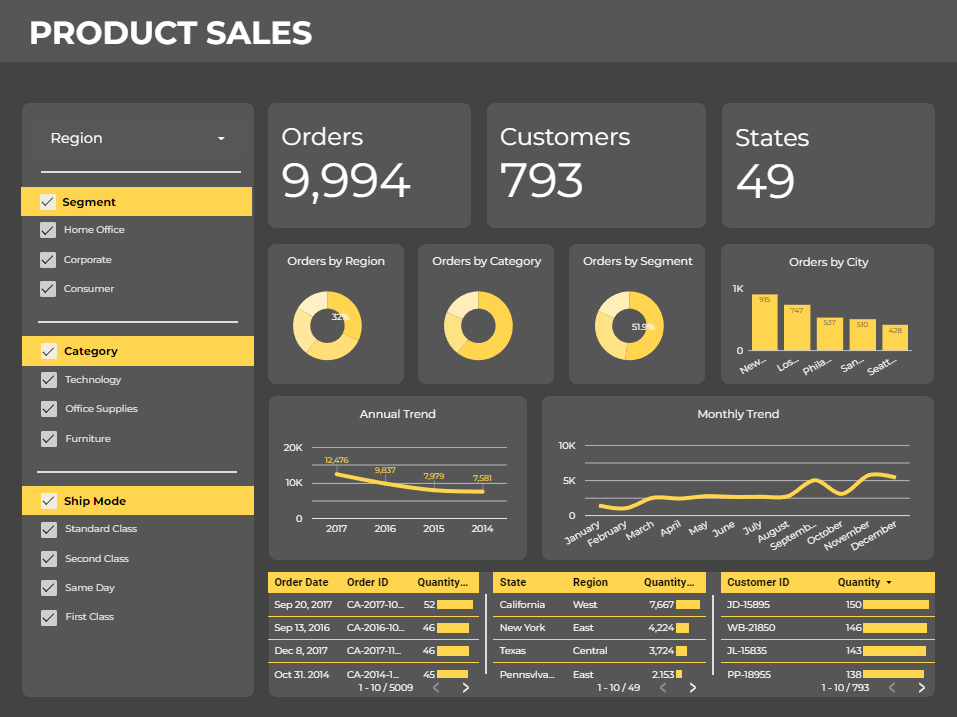 PRODUCT SALES
Region
Segment
Home Office
Corporate
Consumer
Category
Technology
Office Supplies
Furniture
Ship Mode
Standard Class
Second Class
Same Day
First Class
Orders
9,994
Customers
793
States
49
Orders by Region
32%
Orders by Category
Orders by Segment
51.9%
Orders by City
1K
0
915
747
537
510
428
New...
Los...
Phila...
San...
Seatt...
Annual Trend
20K
10K
0
12,476
9,837
7,979
7,581
2017
2016
2015
2014
Monthly Trend
10K
5K
0
January
February
March
April
May
June
July
August
Septemb...
October
November
December
Order Date Order ID Quantity...
Sep 20, 2017 CA-2017-10... 52
Sep 13, 2016 CA-2016-10... 46
Dec 8, 2017 CA-2017-11... 46
Oct 31, 2014 CA-2014-1... 45
1 - 10 / 5009
State Region Quantity...
California West 7,667
New York East 4,224
Texas Central 3,724
Pennsylva... East 2,153
1 - 10 / 49
Customer ID Quantity
JD-15895 150
WB-21850 146
JL-15835 143
PP-18955 138
1 - 10 / 793